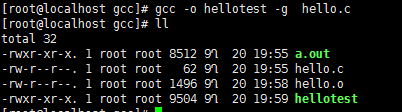 [root@localhost gcc]# gcc -o hellotest -g  hello.c
[root@localhost gcc]# ll
total 32
-rwxr-xr-x. 1 root root 8512 9月  20 19:55 a.out
-rw-r--r--. 1 root root   62 9月  20 19:55 hello.c
-rw-r--r--. 1 root root 1496 9月  20 19:58 hello.o
-rwxr-xr-x. 1 root root 9504 9月  20 19:59 hellotest